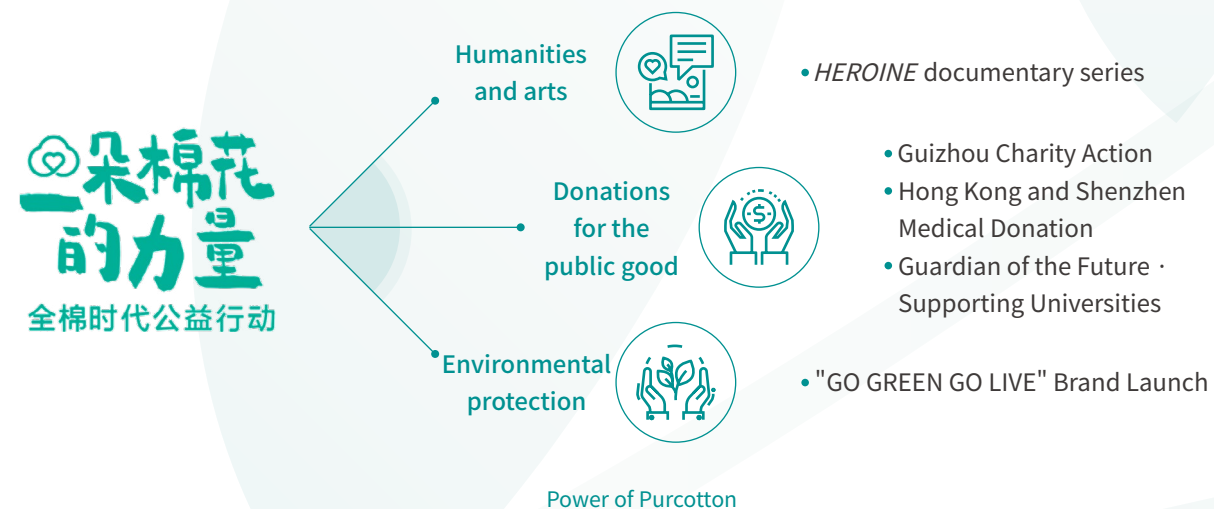 一朵棉花
的力量
全棉时代公益行动
Humanities
and arts
• HEROINE documentary series
Donations
for the
public good
• Guizhou Charity Action
• Hong Kong and Shenzhen
Medical Donation
• Guardian of the Future ·
Supporting Universities
Environmental
protection
• "GO GREEN GO LIVE" Brand Launch
Power of Purcotton